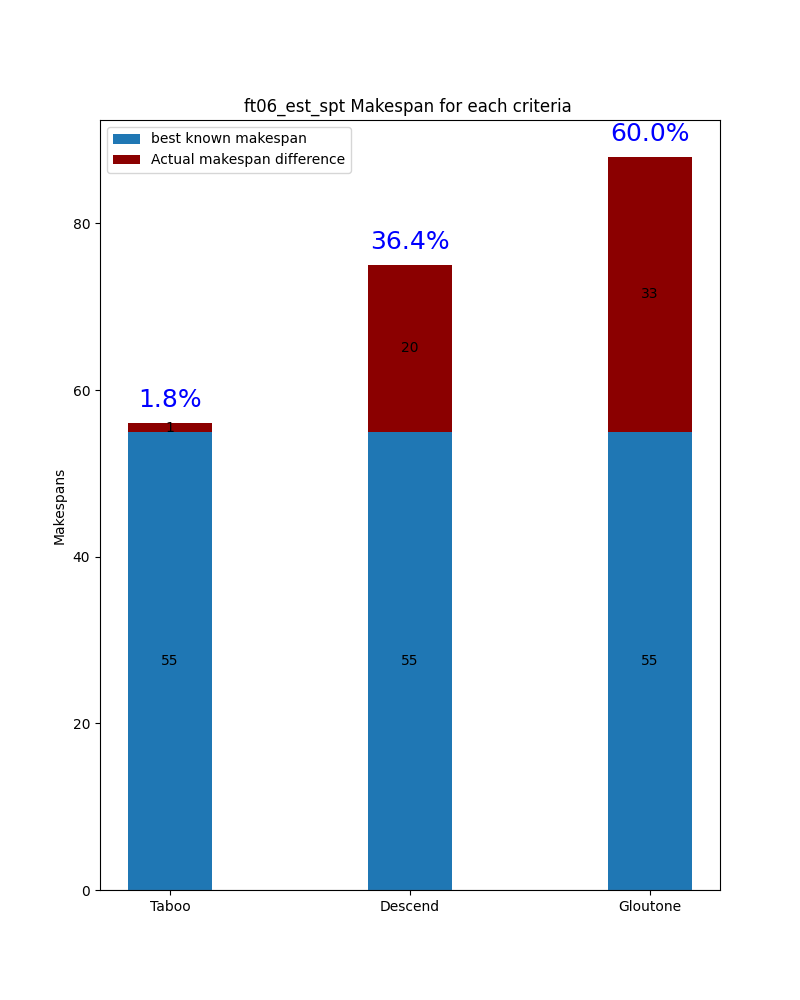 ft06_est_spt Makespan for each criteria
best known makespan
Actual makespan difference
60.0%
36.4%
1.8%
80
60
40
20
0
Makespans
33
20
1
55
55
55
Taboo
Descend
Gloutone